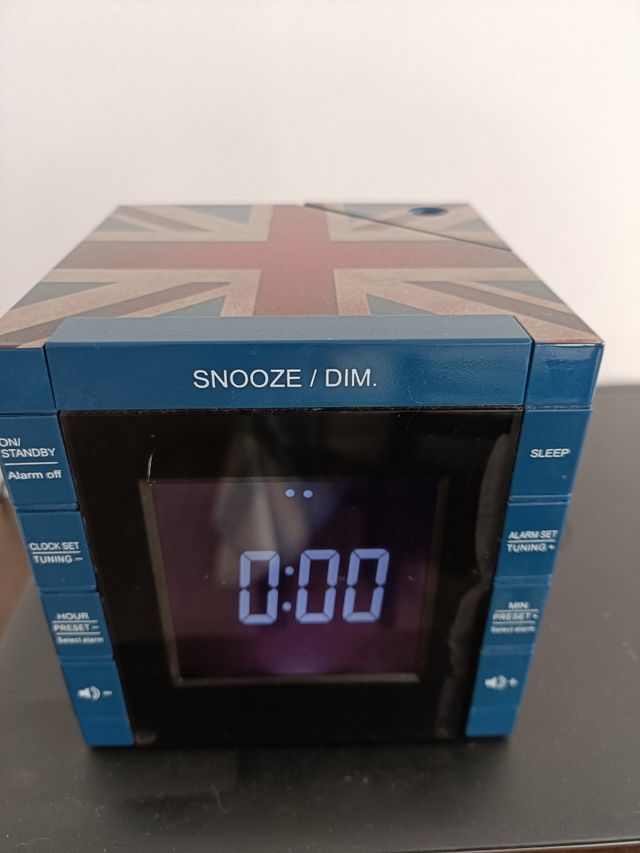 SNOOZE / DIM.
ON/
STANDBY
Alarm off
SLEEP
CLOCK SET
TUNING -
ALARM SET
TUNING +
0:00
HOUR
PRESET -
Select alarm
MIN
PRESET +
Select alarm
-
+